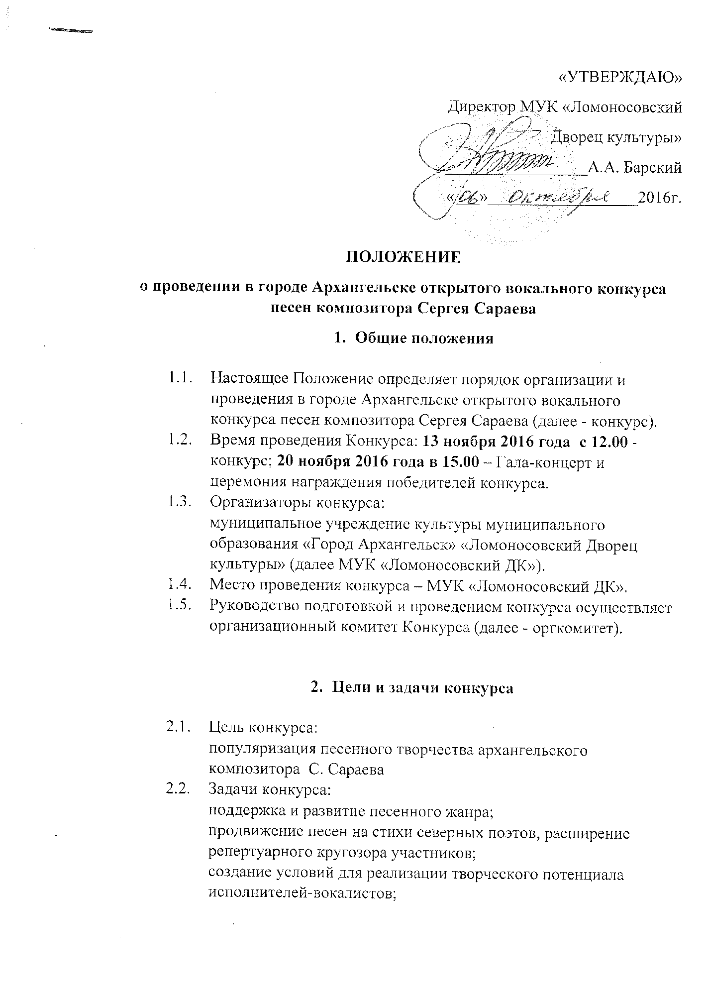 «УТВЕРЖДАЮ»
Директор МУК «Ломоносовский
Дворец культуры»
А.А. Барский
«06» октября 2016г.
ПОЛОЖЕНИЕ
о проведении в городе Архангельске открытого вокального конкурса
песен композитора Сергея Сараева
1. Общие положения
1.1. Настоящее Положение определяет порядок организации и
проведения в городе Архангельске открытого вокального
конкурса песен композитора Сергея Сараева (далее - конкурс).
1.2. Время проведения Конкурса: 13 ноября 2016 года с 12.00 -
конкурс; 20 ноября 2016 года в 15.00 – Гала-концерт и
церемония награждения победителей конкурса.
1.3. Организаторы конкурса:
муниципальное учреждение культуры муниципального
образования «Город Архангельск» «Ломоносовский Дворец
культуры» (далее МУК «Ломоносовский ДК»).
1.4. Место проведения конкурса – МУК «Ломоносовский ДК».
1.5. Руководство подготовкой и проведением конкурса осуществляет
организационный комитет Конкурса (далее - оргкомитет).
2. Цели и задачи конкурса
2.1. Цель конкурса:
популяризация песенного творчества архангельского
композитора С. Сараева
2.2. Задачи конкурса:
поддержка и развитие песенного жанра;
продвижение песен на стихи северных поэтов, расширение
репертуарного кругозора участников;
создание условий для реализации творческого потенциала
исполнителей-вокалистов;